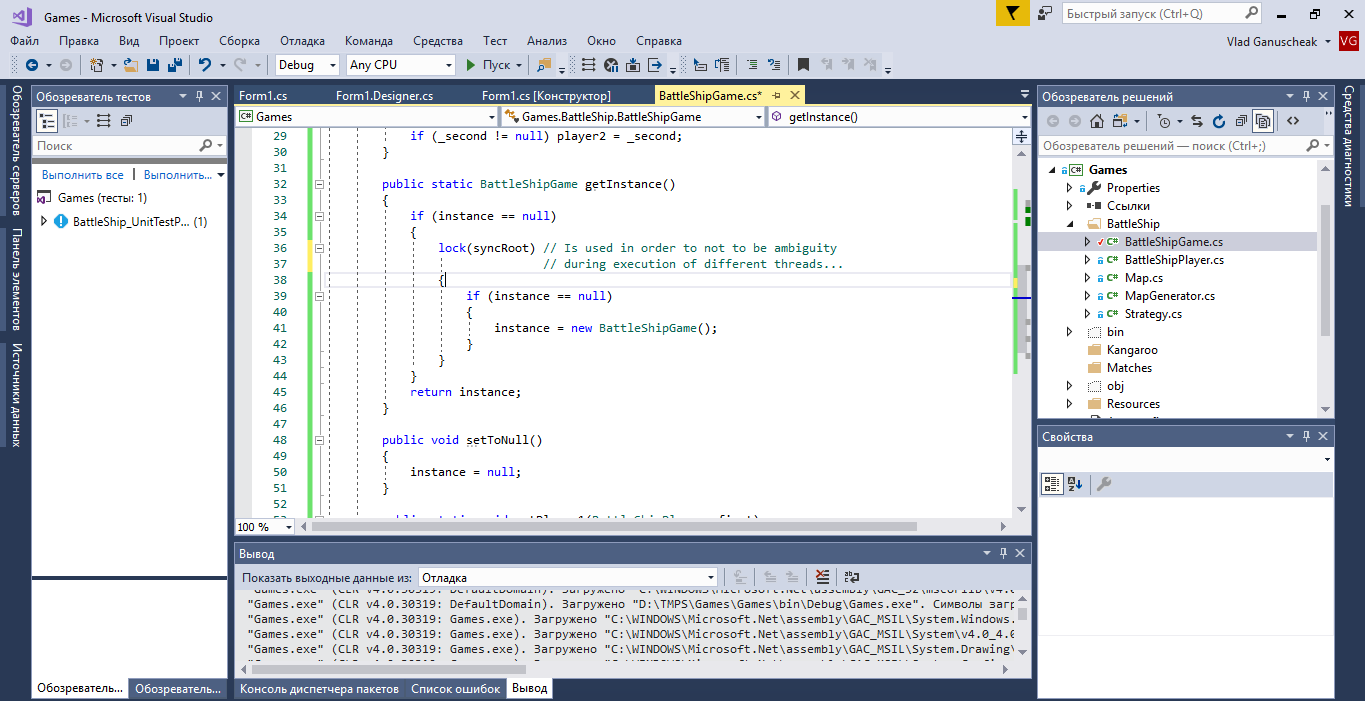 Games - Microsoft Visual Studio
Быстрый запуск (Ctrl+Q)
Файл Правка Вид Проект Сборка Отладка Команда Средства Тест Анализ Окно Справка
Vlad Ganuscheak VG
Debug Any CPU Пуск
Обозреватель серверов
Панель элементов
Источники данных
Обозреватель тестов
Поиск
Выполнить все | Выполнить...
Games (тесты: 1)
BattleShip_UnitTestP... (1)
Обозреватель... Обозреватель...
Form1.cs Form1.Designer.cs Form1.cs [Конструктор] BattleShipGame.cs*
Games Games.BattleShip.BattleShipGame getInstance()
29 if (_second != null) player2 = _second;
30 }
31
32 public static BattleShipGame getInstance()
33 {
34 if (instance == null)
35 {
36 lock(syncRoot) // Is used in order to not to be ambiguity
37 // during execution of different threads...
38 {
39 if (instance == null)
40 {
41 instance = new BattleShipGame();
42 }
43 }
44 }
45 return instance;
46 }
47
48 public void setToNull()
49 {
50 instance = null;
51 }
52
100 %
Вывод
Показать выходные данные из: Отладка
"Games.exe" (CLR v4.0.30319: DefaultDomain). Загружено "D:\TMPS\Games\Games\bin\Debug\Games.exe". Символы загр
"Games.exe" (CLR v4.0.30319: Games.exe). Загружено "C:\WINDOWS\Microsoft.Net\assembly\GAC_MSIL\System.Windows.
"Games.exe" (CLR v4.0.30319: Games.exe). Загружено "C:\WINDOWS\Microsoft.Net\assembly\GAC_MSIL\System\v4.0_4.0
"Games.exe" (CLR v4.0.30319: Games.exe). Загружено "C:\WINDOWS\Microsoft.Net\assembly\GAC_MSIL\System.Drawing\
Консоль диспетчера пакетов Список ошибок Вывод
Обозреватель решений
Обозреватель решений — поиск (Ctrl+;)
Games
Properties
Ссылки
BattleShip
BattleShipGame.cs
BattleShipPlayer.cs
Map.cs
MapGenerator.cs
Strategy.cs
bin
Kangaroo
Matches
obj
Resources
Свойства
Средства диагностики